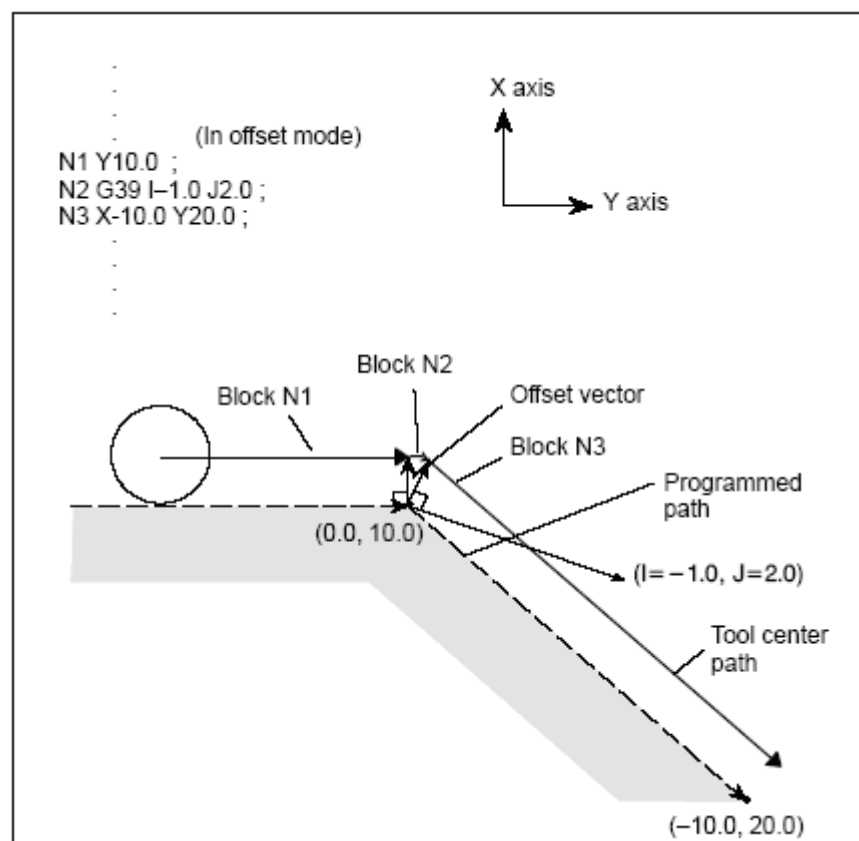 X axis
(In offset mode)
N1 Y10.0 ;
N2 G39 I–1.0 J2.0 ;
N3 X-10.0 Y20.0 ;
Y axis
Block N2
Block N1
Offset vector
Block N3
Programmed
path
(0.0, 10.0)
(I=−1.0, J=2.0)
Tool center
path
(–10.0, 20.0)